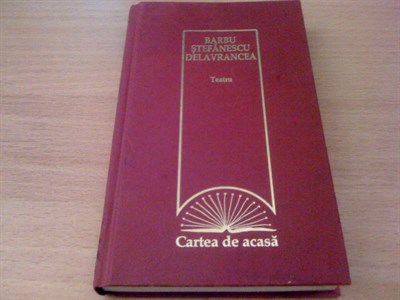 BARBU
ŞTEFĂNESCU
DELAVRANCEA
Teatru
Cartea de acasă